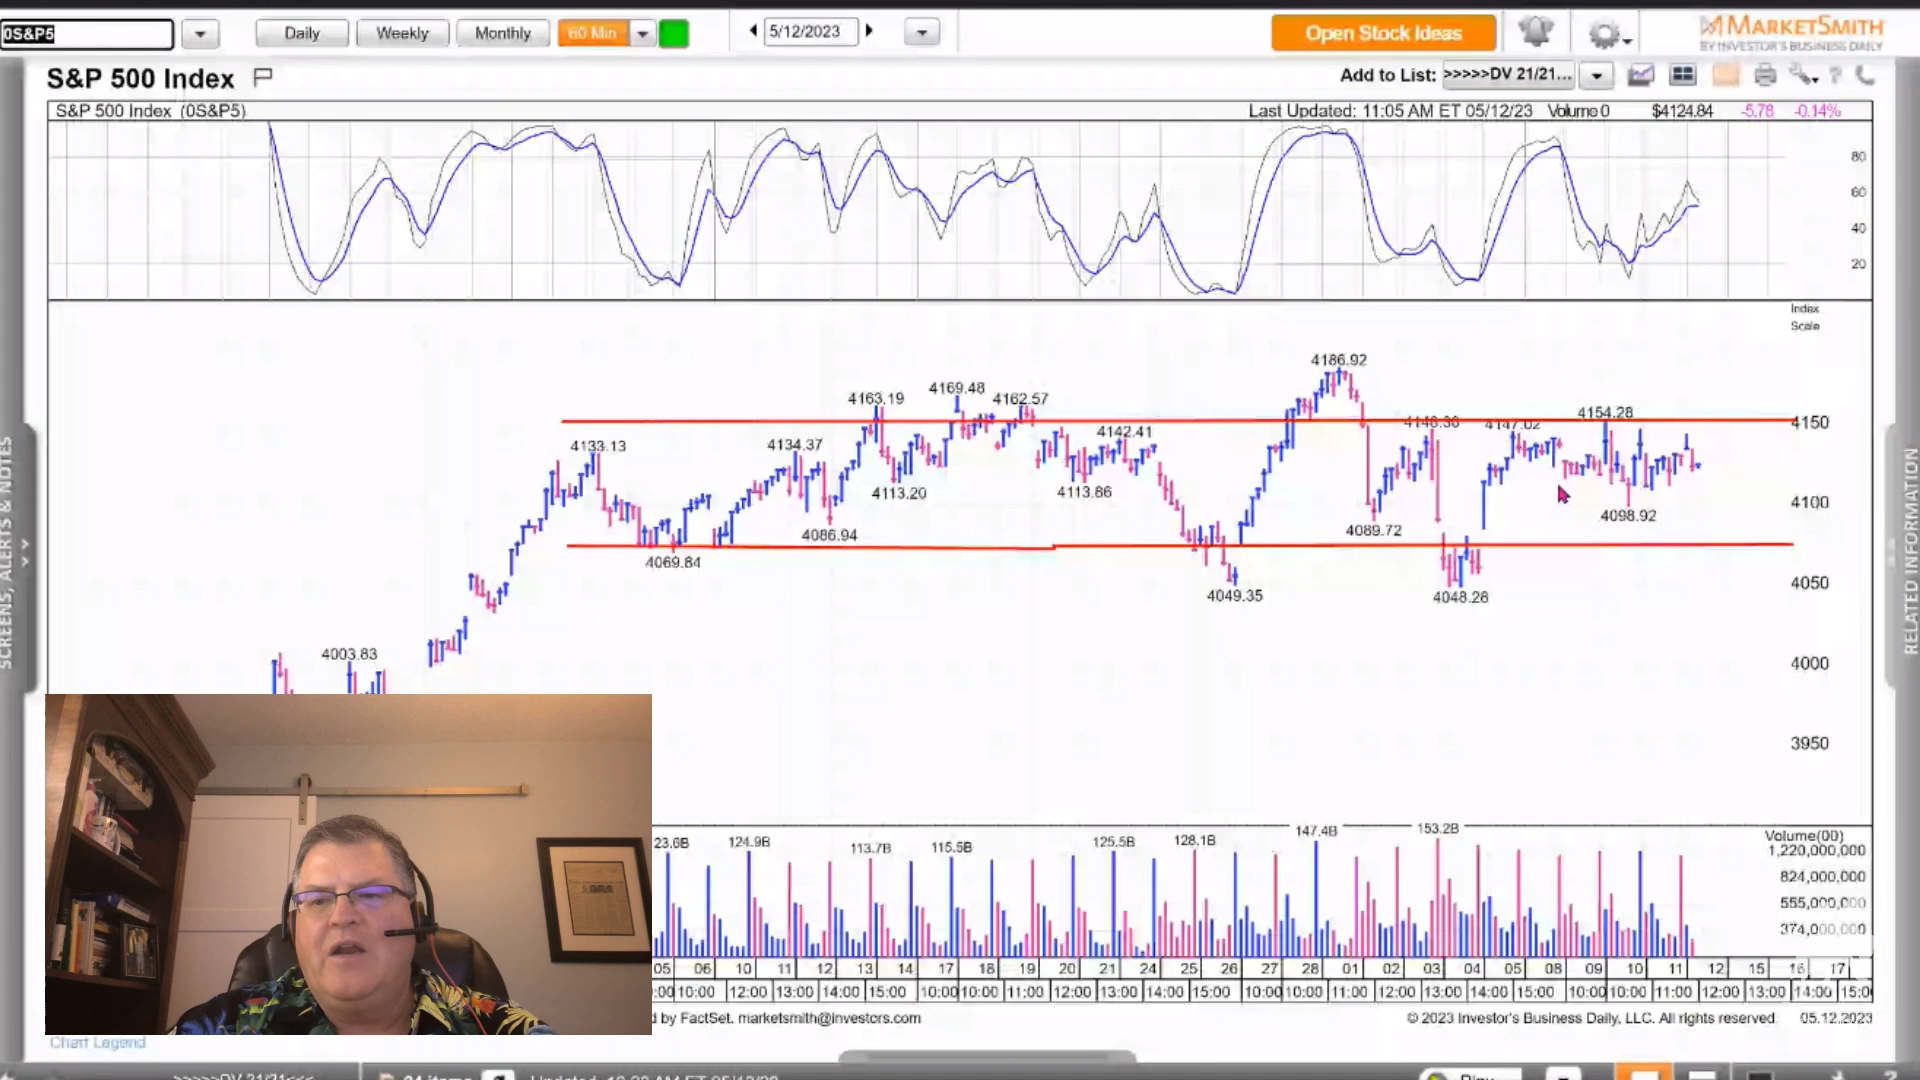 0S&P5
Daily
Weekly
Monthly
60 Min
5/12/2023
Open Stock Ideas
MARKETSMITH
BY INVESTOR'S BUSINESS DAILY
S&P 500 Index
Add to List: >>>>>DV 21/21...
S&P 500 Index (0S&P5)
Last Updated: 11:05 AM ET 05/12/23 Volume 0 $4124.84 -5.78 -0.14%
80
60
40
20
Index
Scale
4186.92
4169.48
4163.19
4162.57
4154.28
4150
4147.02
4142.41
4133.13
4134.37
4113.20
4113.86
4100
4098.92
4089.72
4086.94
4069.84
4050
4049.35
4048.28
4003.83
4000
3950
SCREENS, ALERTS & NOTES
RELATED INFORMATION
Volume(00)
147.4B
153.2B
23.6B 124.9B 113.7B 115.5B 125.5B 128.1B
1,220,000,000
824,000,000
555,000,000
374,000,000
05 06 10 11 12 13 14 17 18 19 20 21 24 25 26 27 28 01 02 03 04 05 08 09 10 11 12 15 16 17
:00 10:00 12:00 13:00 14:00 15:00 10:00 10:00 11:00 12:00 13:00 14:00 15:00 10:00 10:00 11:00 12:00 13:00 14:00 15:00 10:00 10:00 11:00 12:00 13:00 14:00 15:0
d by FactSet. marketsmith@investors.com
© 2023 Investor's Business Daily, LLC. All rights reserved. 05.12.2023
Chart Legend